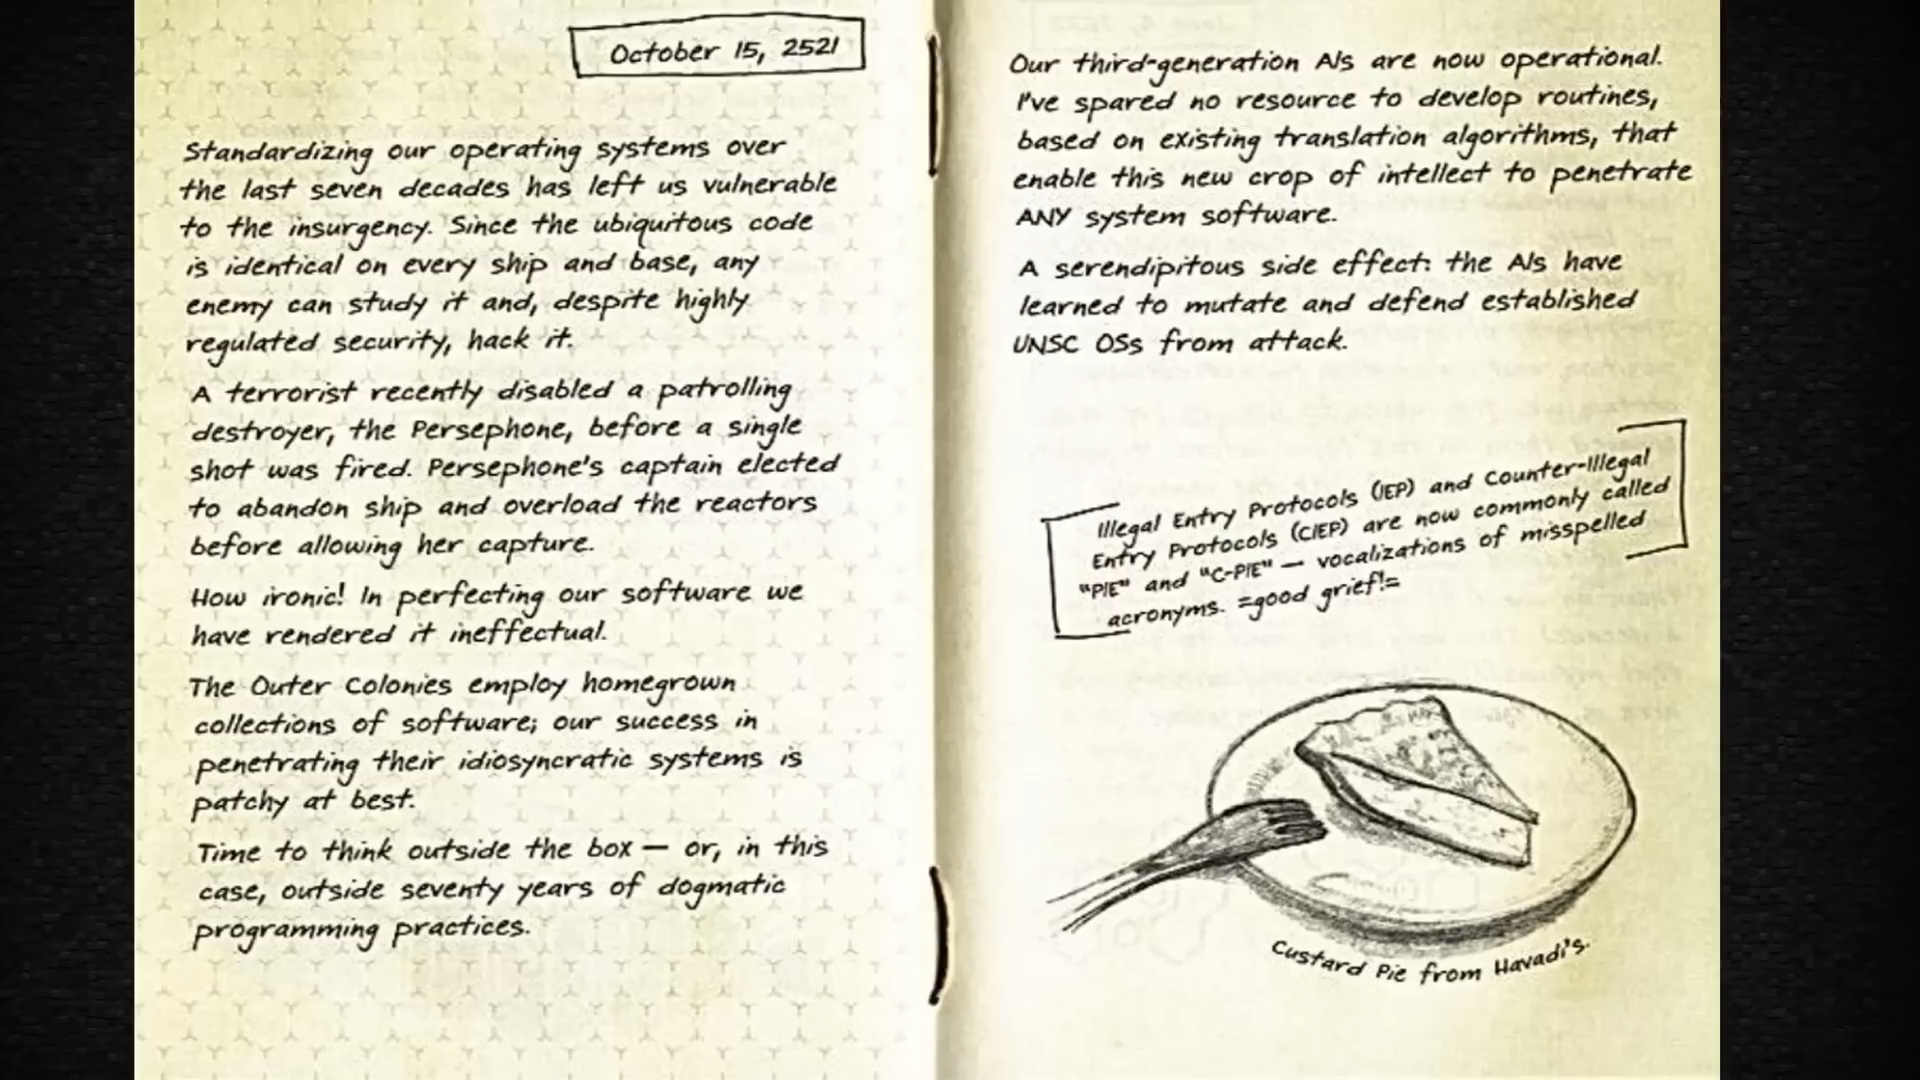 October 15, 2521
Standardizing our operating systems over
the last seven decades has left us vulnerable
to the insurgency. Since the ubiquitous code
is identical on every ship and base, any
enemy can study it and, despite highly
regulated security, hack it.
A terrorist recently disabled a patrolling
destroyer, the Persephone, before a single
shot was fired. Persephone's captain elected
to abandon ship and overload the reactors
before allowing her capture.
How ironic! In perfecting our software we
have rendered it ineffectual.
The Outer Colonies employ homegrown
collections of software; our success in
penetrating their idiosyncratic systems is
patchy at best.
Time to think outside the box — or, in this
case, outside seventy years of dogmatic
programming practices.
Our third-generation AIs are now operational.
I've spared no resource to develop routines,
based on existing translation algorithms, that
enable this new crop of intellect to penetrate
ANY system software.
A serendipitous side effect: the AIs have
learned to mutate and defend established
UNSC OSs from attack.
Illegal Entry Protocols (IEP) and Counter-Illegal
Entry Protocols (CIEP) are now commonly called
"PIE" and "C-PIE" — vocalizations of misspelled
acronyms. =good grief!=
Custard Pie from Havadi's.